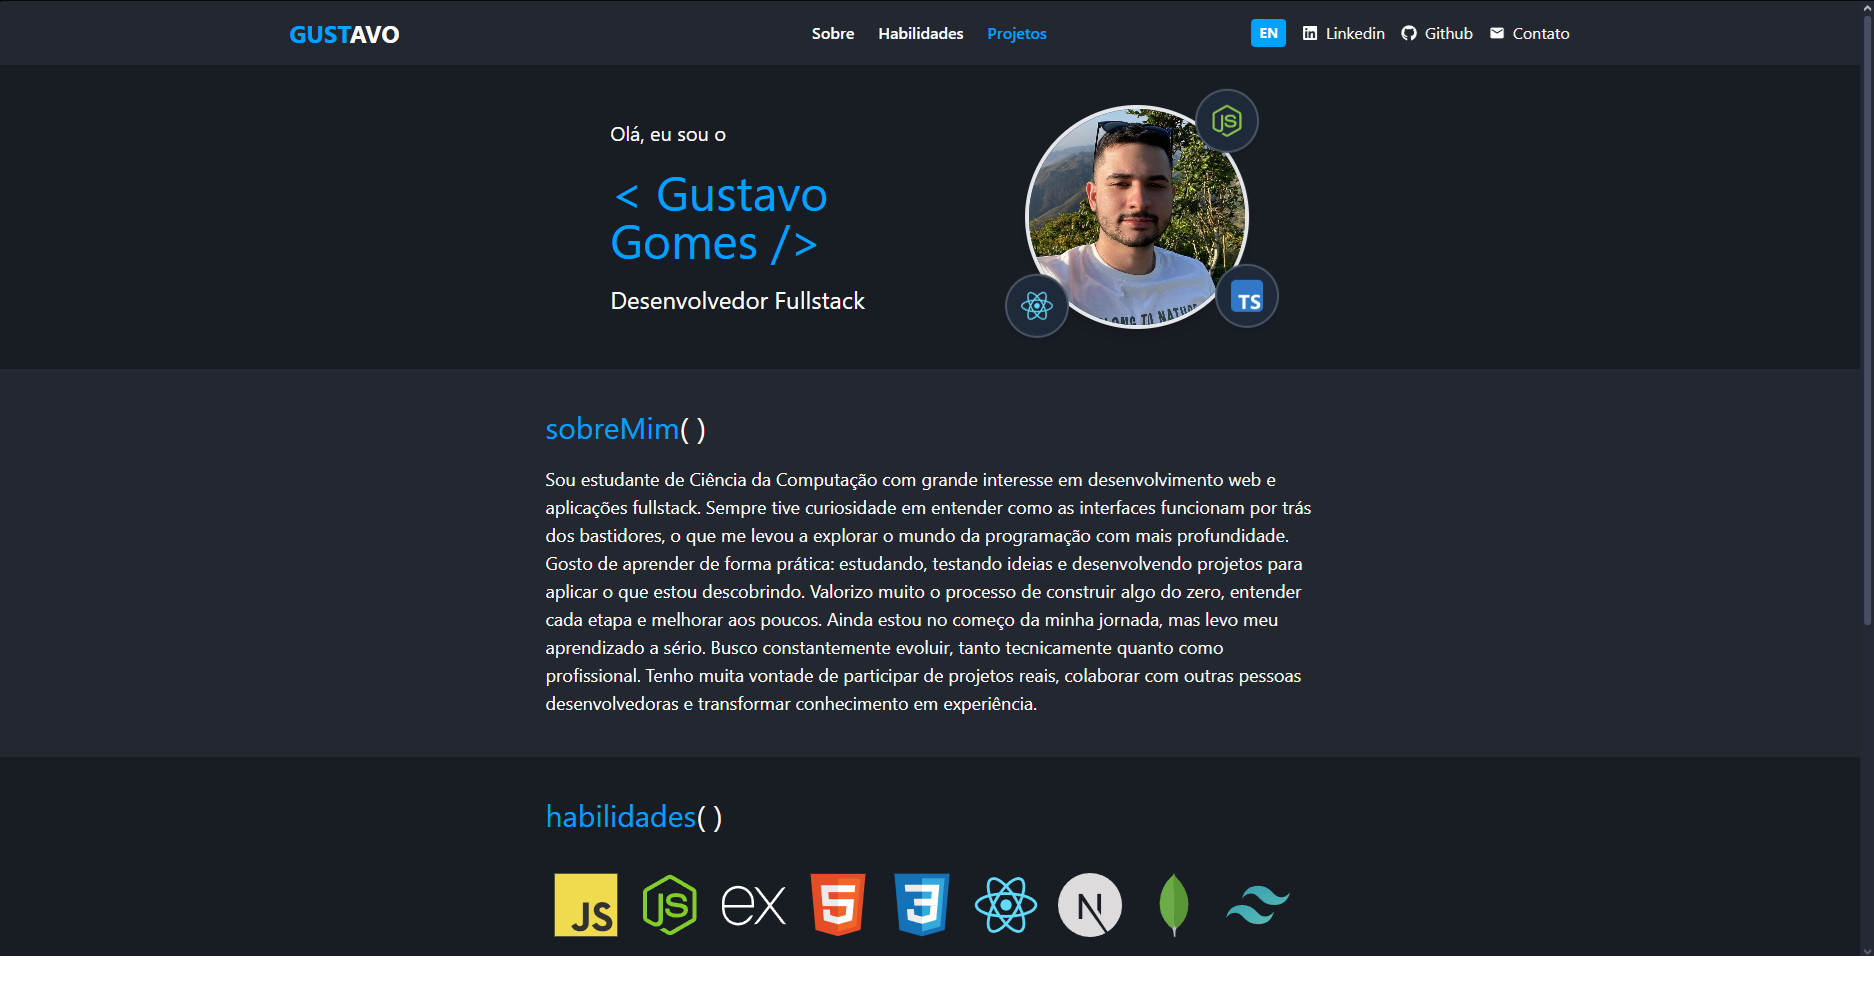 GUSTAVO
Sobre Habilidades Projetos
EN Linkedin Github Contato
Olá, eu sou o
< Gustavo
Gomes />
Desenvolvedor Fullstack
JS
TS
LONG TO NATURE
sobreMim( )
Sou estudante de Ciência da Computação com grande interesse em desenvolvimento web e
aplicações fullstack. Sempre tive curiosidade em entender como as interfaces funcionam por trás
dos bastidores, o que me levou a explorar o mundo da programação com mais profundidade.
Gosto de aprender de forma prática: estudando, testando ideias e desenvolvendo projetos para
aplicar o que estou descobrindo. Valorizo muito o processo de construir algo do zero, entender
cada etapa e melhorar aos poucos. Ainda estou no começo da minha jornada, mas levo meu
aprendizado a sério. Busco constantemente evoluir, tanto tecnicamente quanto como
profissional. Tenho muita vontade de participar de projetos reais, colaborar com outras pessoas
desenvolvedoras e transformar conhecimento em experiência.
habilidades( )
JS JS ex 5 3 N